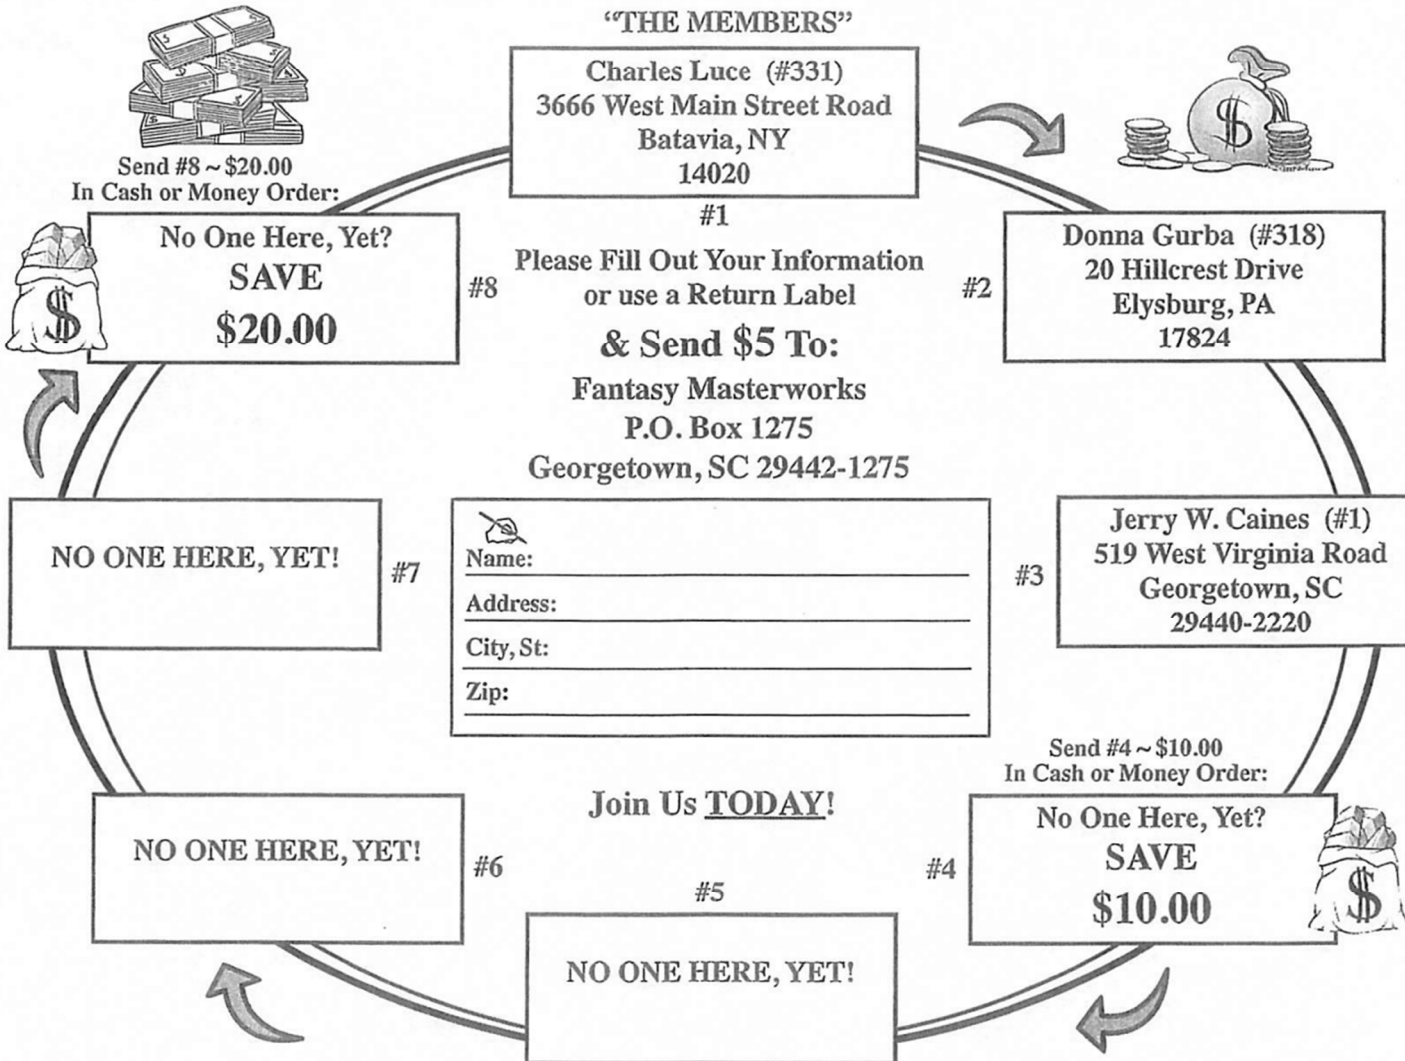 “THE MEMBERS”
Charles Luce (#331)
3666 West Main Street Road
Batavia, NY
14020
#1
Send #8 ~ $20.00
In Cash or Money Order:
No One Here, Yet?
SAVE
$20.00
#8
Please Fill Out Your Information
or use a Return Label
& Send $5 To:
Fantasy Masterworks
P.O. Box 1275
Georgetown, SC 29442-1275
#2
Donna Gurba (#318)
20 Hillcrest Drive
Elysburg, PA
17824
NO ONE HERE, YET!
#7
Name:
Address:
City, St:
Zip:
#3
Jerry W. Caines (#1)
519 West Virginia Road
Georgetown, SC
29440-2220
Send #4 ~ $10.00
In Cash or Money Order:
No One Here, Yet?
SAVE
$10.00
#4
Join Us TODAY!
NO ONE HERE, YET!
#6
#5
NO ONE HERE, YET!
$
$
$